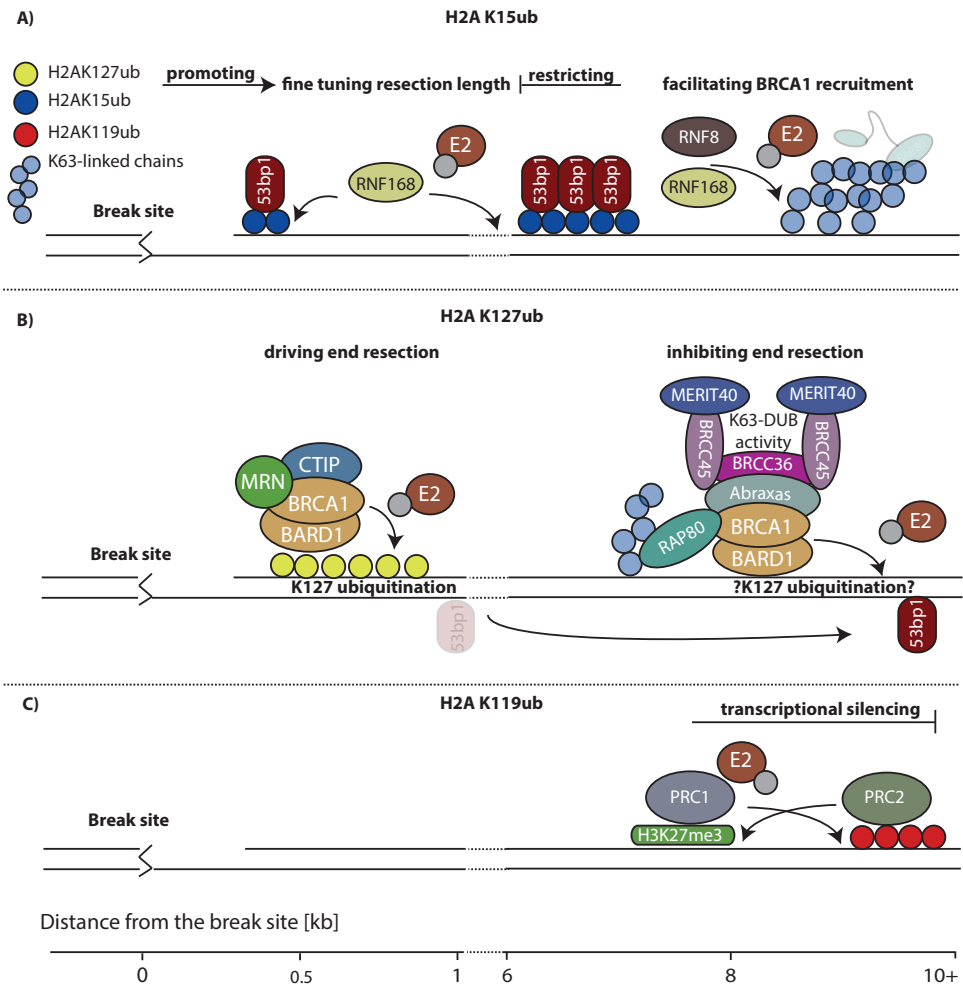 A)
H2A K15ub
H2AK127ub
H2AK15ub
H2AK119ub
K63-linked chains
promoting
fine tuning resection length
restricting
facilitating BRCA1 recruitment
E2
RNF168
53bp1
53bp1
53bp1
53bp1
RNF8
RNF168
E2
Break site
B)
H2A K127ub
driving end resection
inhibiting end resection
MERIT40
MERIT40
K63-DUB
activity
BRCC45
BRCC45
BRCC36
Abraxas
CTIP
MRN
BRCA1
BARD1
E2
RAP80
BRCA1
BARD1
E2
Break site
K127 ubiquitination
?K127 ubiquitination?
53bp1
53bp1
C)
H2A K119ub
transcriptional silencing
E2
PRC1
PRC2
H3K27me3
Break site
Distance from the break site [kb]
0
0.5
1
6
8
10+